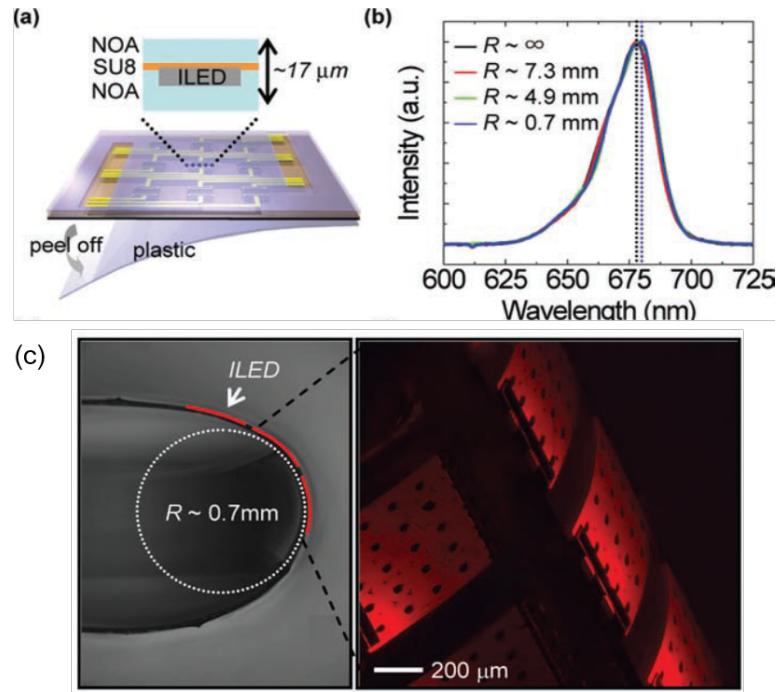 (a)
NOA
SU8
NOA
ILED
~17 μm
peel off
plastic
(b)
Intensity (a.u.)
R ~ ∞
R ~ 7.3 mm
R ~ 4.9 mm
R ~ 0.7 mm
600 625 650 675 700 725
Wavelength (nm)
(c)
ILED
R ~ 0.7mm
200 μm